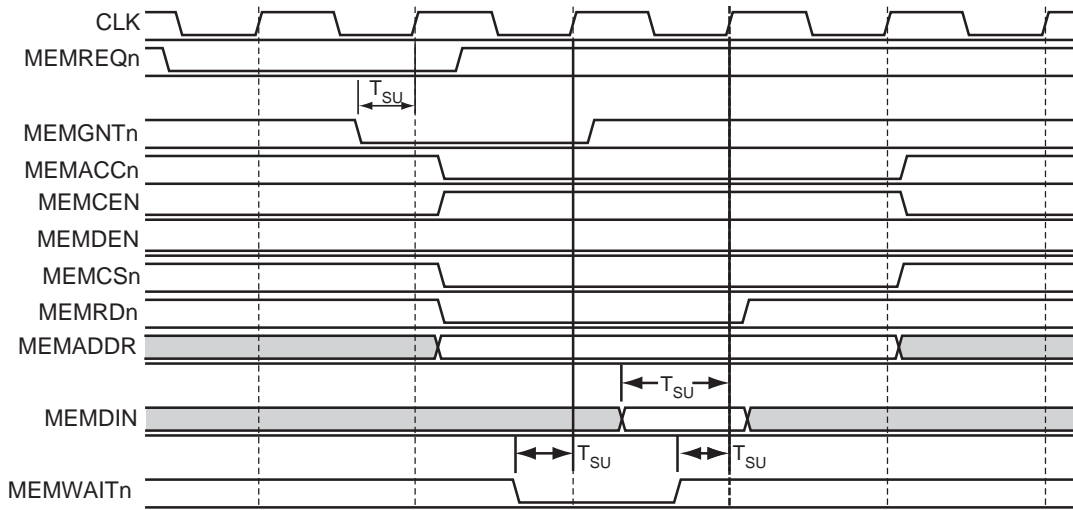 CLK
MEMREQn
TSU
MEMGNTn
MEMACCn
MEMCEN
MEMDEN
MEMCSn
MEMRDn
MEMADDR
TSU
MEMDIN
TSU
TSU
MEMWAITn